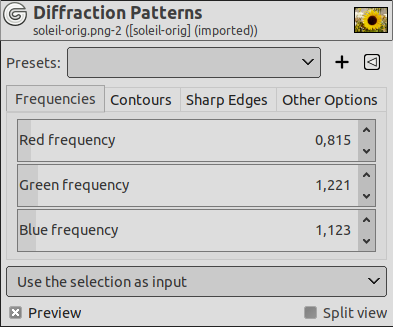 Diffraction Patterns
soleil-orig.png-2 ([soleil-orig] (imported))
Presets:
Frequencies Contours Sharp Edges Other Options
Red frequency 0,815
Green frequency 1,221
Blue frequency 1,123
Use the selection as input
Preview Split view